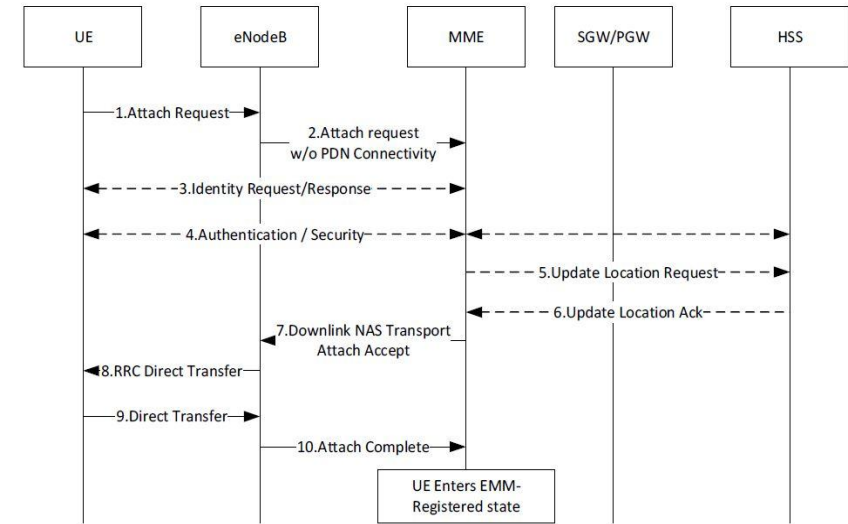 UE
eNodeB
MME
SGW/PGW
HSS
1.Attach Request
2.Attach request
w/o PDN Connectivity
3.Identity Request/Response
4.Authentication / Security
5.Update Location Request
6.Update Location Ack
7.Downlink NAS Transport
Attach Accept
8.RRC Direct Transfer
9.Direct Transfer
10.Attach Complete
UE Enters EMM-
Registered state